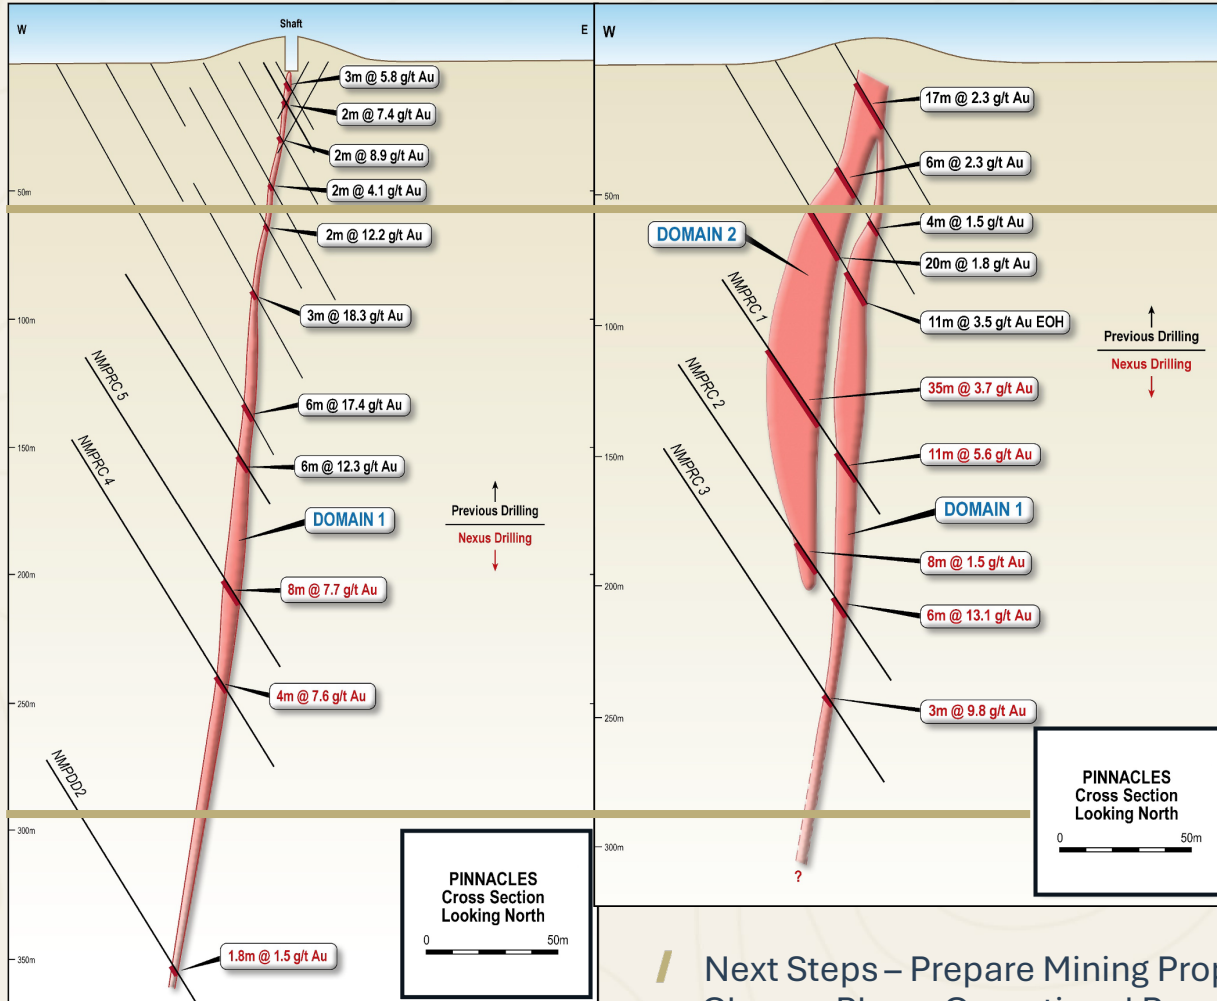 W
Shaft
E
3m @ 5.8 g/t Au
2m @ 7.4 g/t Au
2m @ 8.9 g/t Au
2m @ 4.1 g/t Au
50m
2m @ 12.2 g/t Au
3m @ 18.3 g/t Au
100m
NMPRC 5
6m @ 17.4 g/t Au
NMPRC 4
150m
6m @ 12.3 g/t Au
DOMAIN 1
Previous Drilling
Nexus Drilling
200m
8m @ 7.7 g/t Au
4m @ 7.6 g/t Au
250m
NMPDD2
300m
PINNACLES
Cross Section
Looking North
0 50m
1.8m @ 1.5 g/t Au
350m
W
17m @ 2.3 g/t Au
6m @ 2.3 g/t Au
50m
4m @ 1.5 g/t Au
DOMAIN 2
20m @ 1.8 g/t Au
NMPRC 1
11m @ 3.5 g/t Au EOH
100m
Previous Drilling
Nexus Drilling
NMPRC 2
35m @ 3.7 g/t Au
NMPRC 3
150m
11m @ 5.6 g/t Au
DOMAIN 1
8m @ 1.5 g/t Au
200m
6m @ 13.1 g/t Au
3m @ 9.8 g/t Au
250m
PINNACLES
Cross Section
Looking North
0 50m
300m
?
Next Steps – Prepare Mining Prop